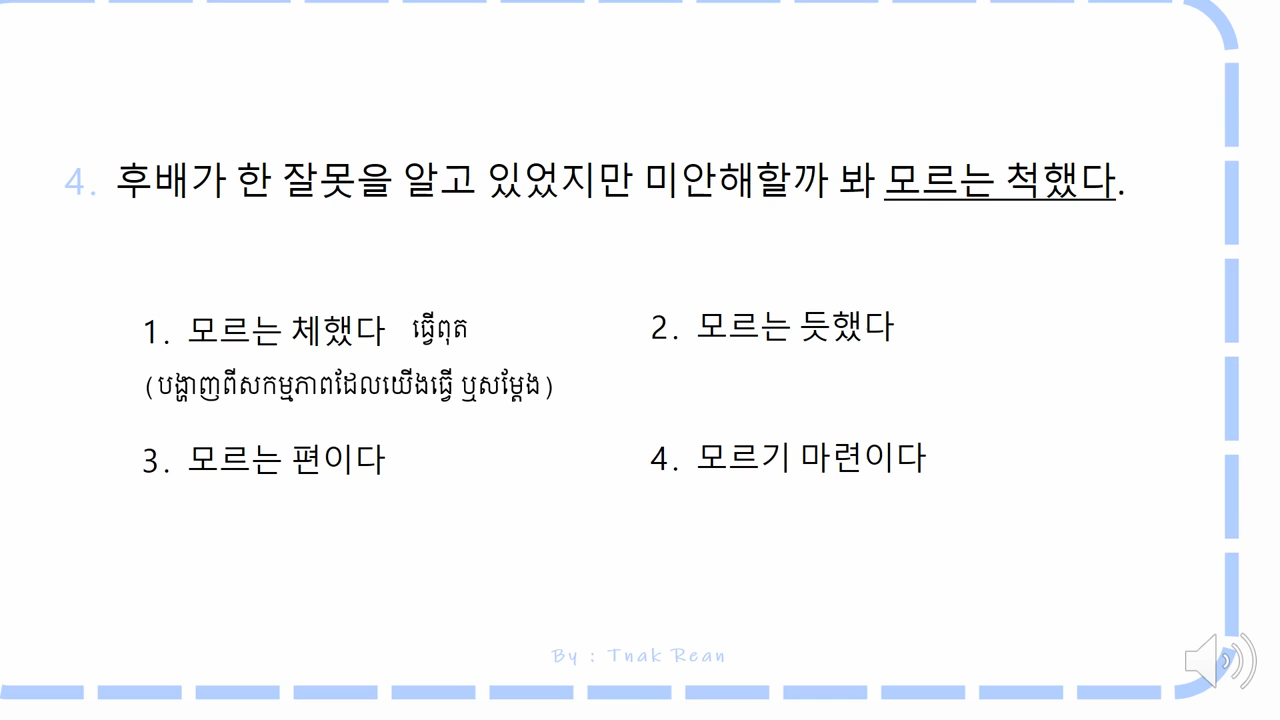 4. 후배가 한 잘못을 알고 있었지만 미안해할까 봐 모르는 척했다.
1. 모르는 체했다 ធ្វើពុត
2. 모르는 듯했다
(បង្ហាញពីសកម្មភាពដែលយើងធ្វើ ឬសម្ដែង)
3. 모르는 편이다
4. 모르기 마련이다
By : Tnak Rean